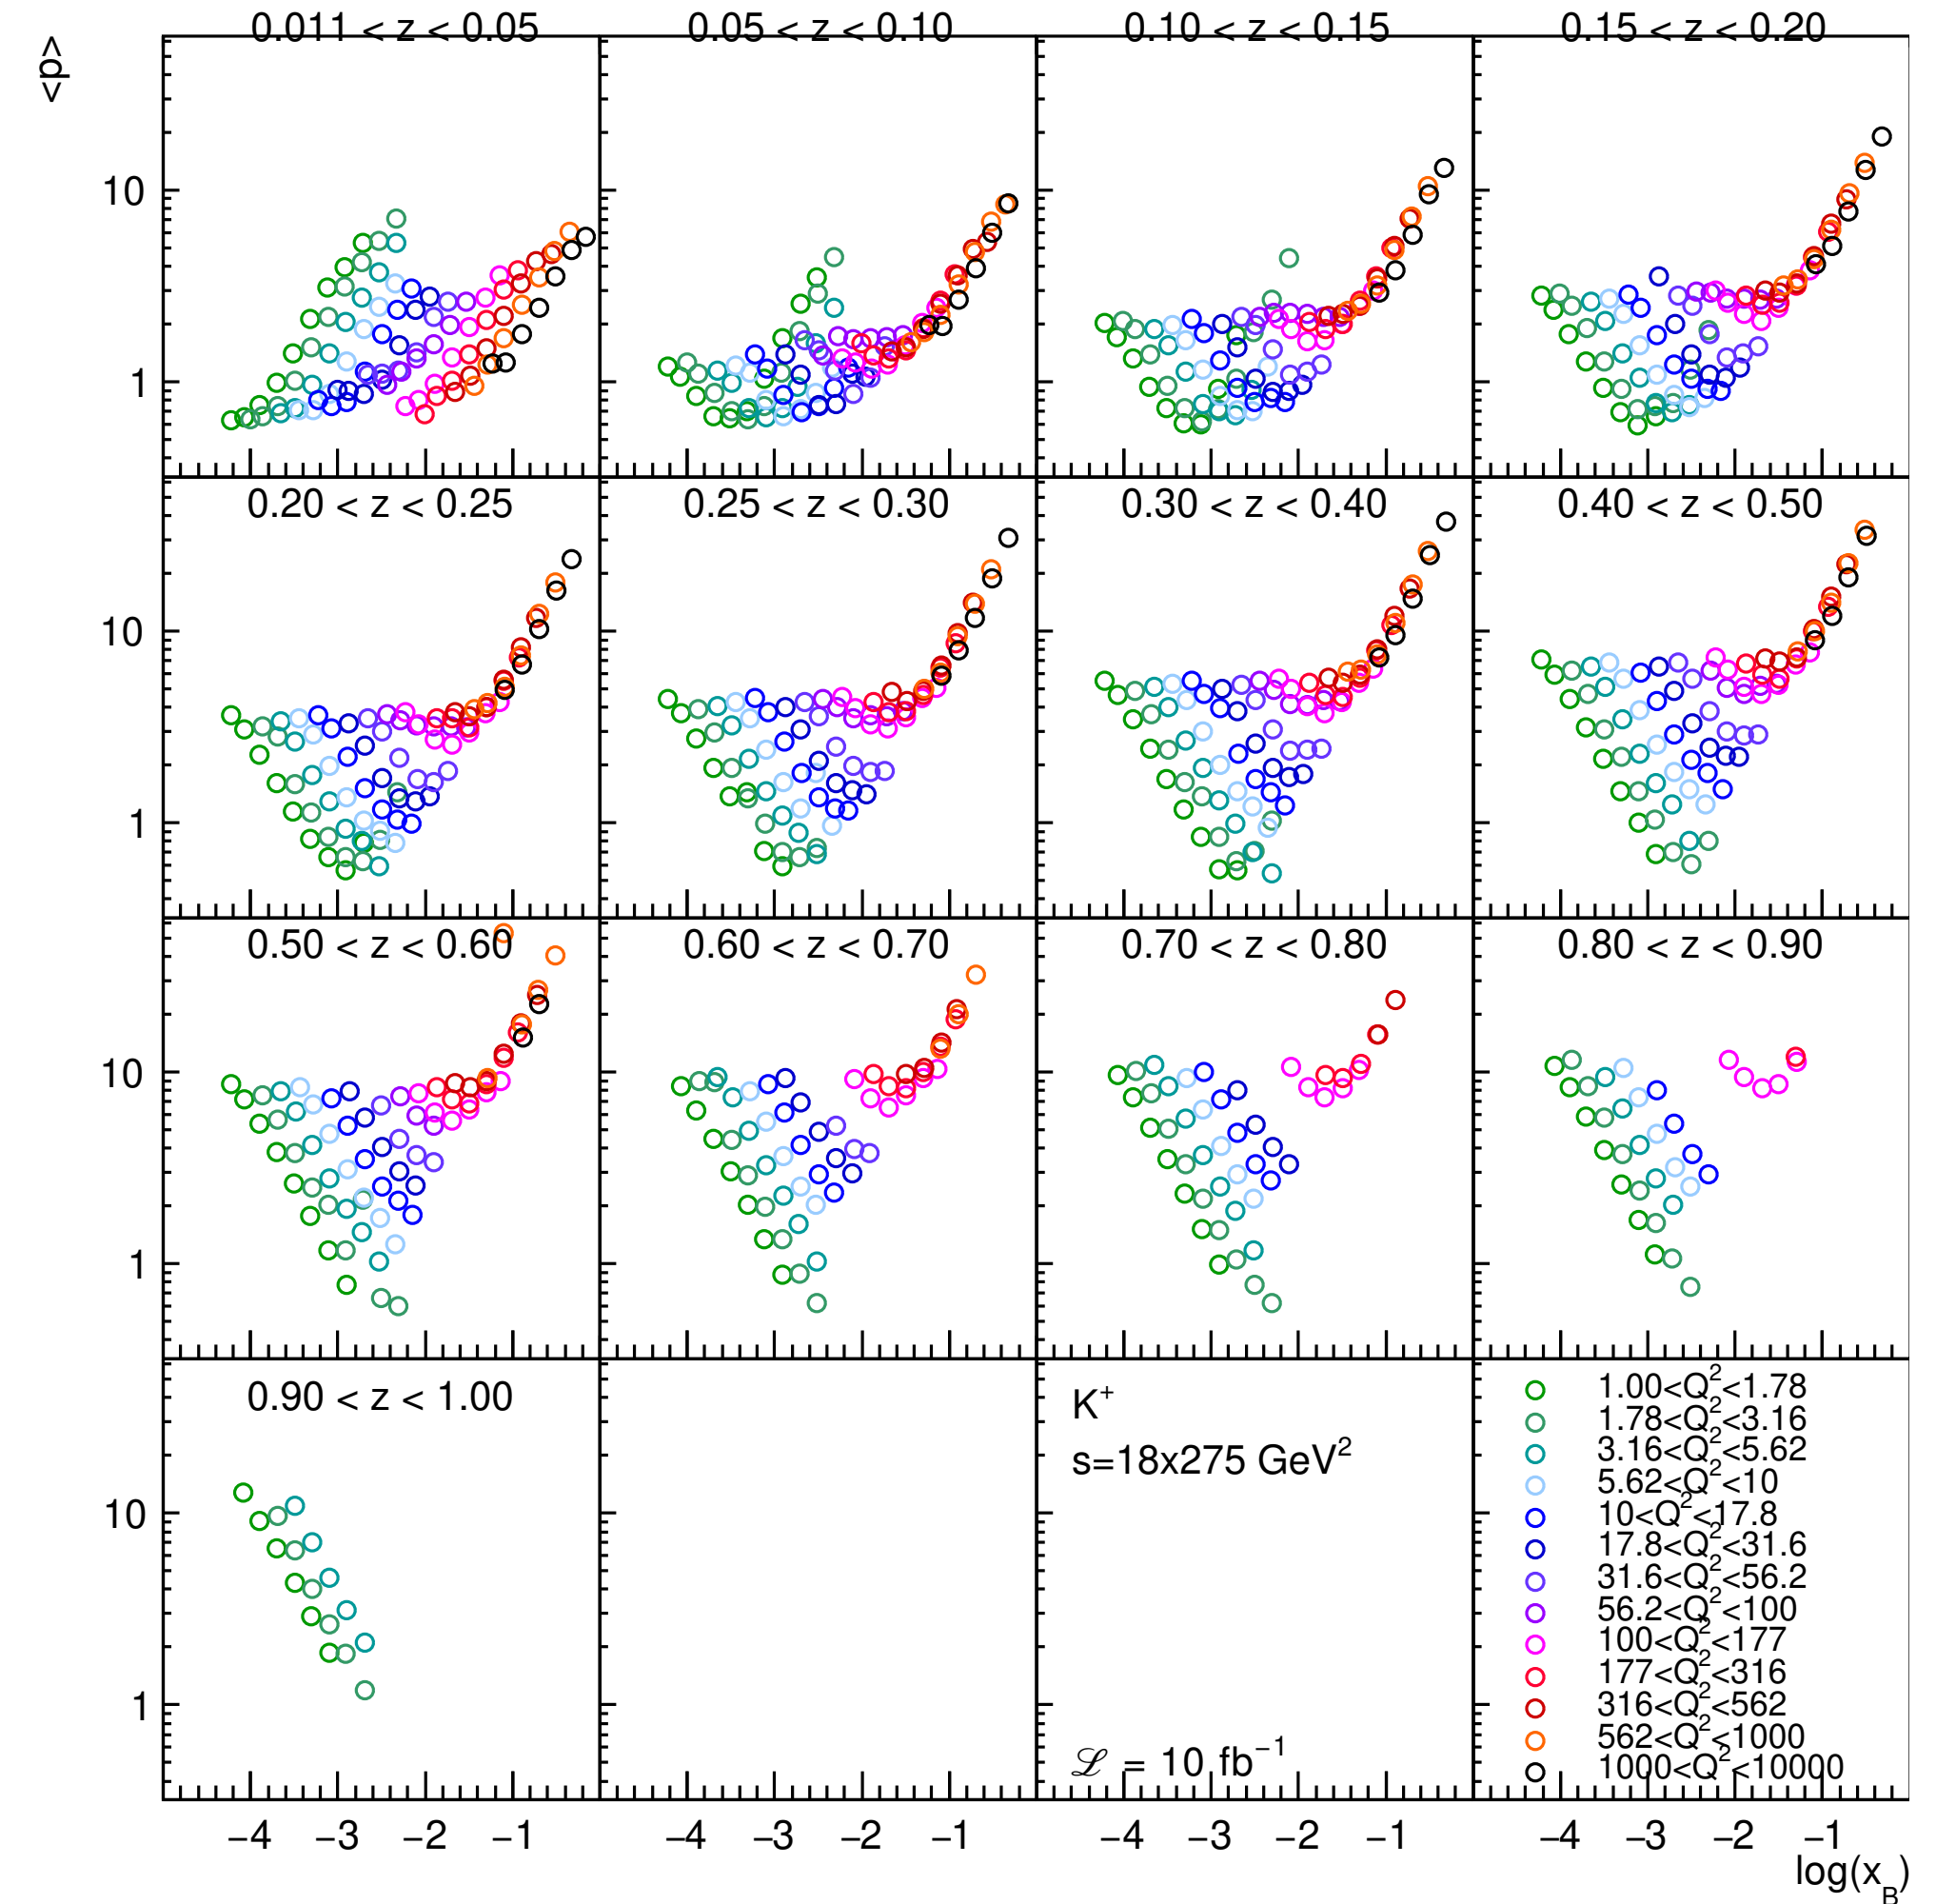 <p>
0.011 < z < 0.05
0.05 < z < 0.10
0.10 < z < 0.15
0.15 < z < 0.20
10
1
0.20 < z < 0.25
0.25 < z < 0.30
0.30 < z < 0.40
0.40 < z < 0.50
10
1
0.50 < z < 0.60
0.60 < z < 0.70
0.70 < z < 0.80
0.80 < z < 0.90
10
1
0.90 < z < 1.00
10
1
K⁺
s=18x275 GeV²
ℒ = 10 fb⁻¹
1.00<Q²<1.78
1.78<Q²<3.16
3.16<Q²<5.62
5.62<Q²<10
10<Q²<17.8
17.8<Q²<31.6
31.6<Q²<56.2
56.2<Q²<100
100<Q²<177
177<Q²<316
316<Q²<562
562<Q²<1000
1000<Q²<10000
−4 −3 −2 −1
−4 −3 −2 −1
−4 −3 −2 −1
−4 −3 −2 −1
log(x_B)